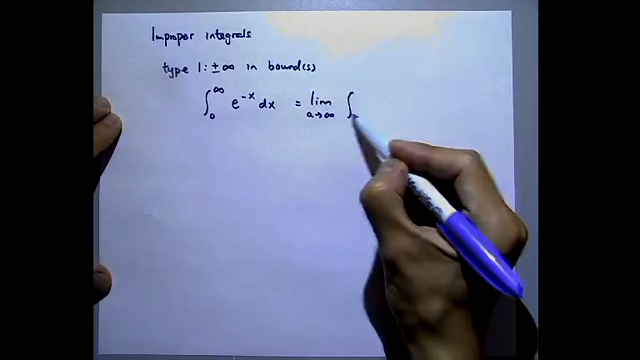 Improper integrals
type 1: ±∞ in bound(s)
∫₀^∞ e^{-x} dx = lim_{a→∞} ∫